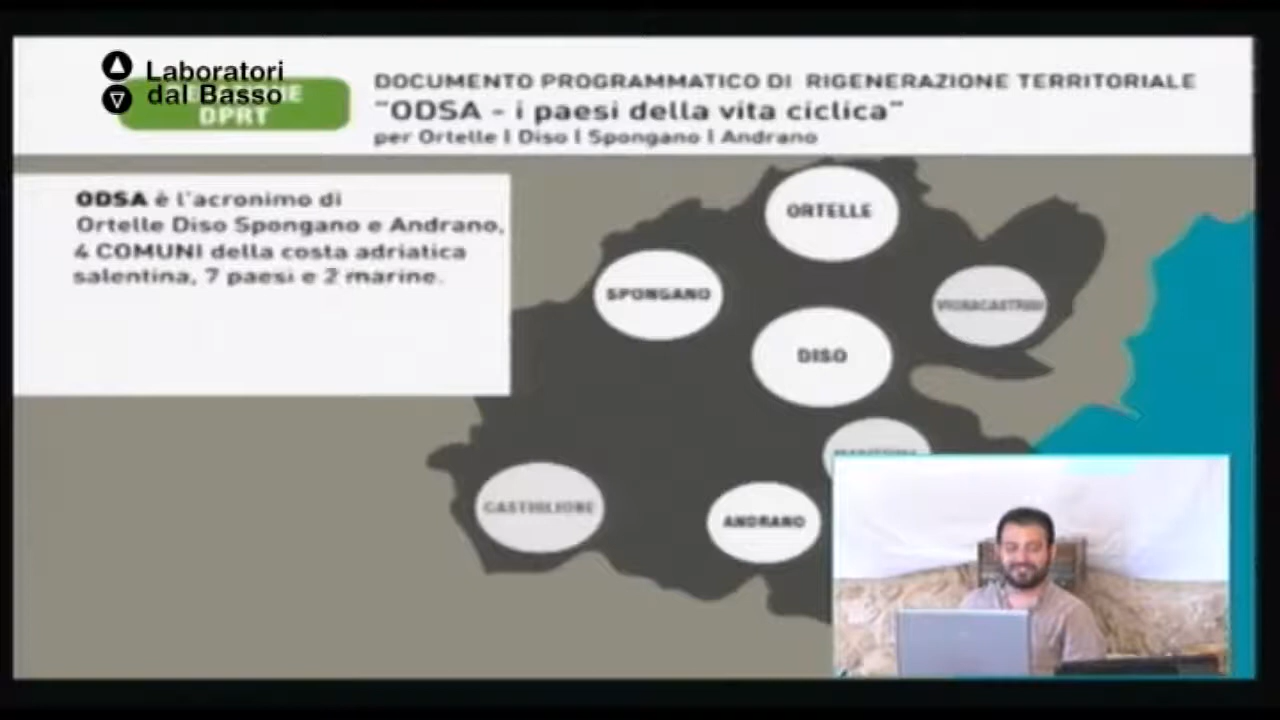 Laboratori
dal Basso
DPRT
DOCUMENTO PROGRAMMATICO DI RIGENERAZIONE TERRITORIALE
"ODSA - i paesi della vita ciclica"
per Ortelle | Diso | Spongano | Andrano
ODSA è l'acronimo di
Ortelle Diso Spongano e Andrano,
4 COMUNI della costa adriatica
salentina, 7 paesi e 2 marine.
ORTELLE
SPONGANO
VIGNACASTRISI
DISO
CASTIGLIONE
ANDRANO